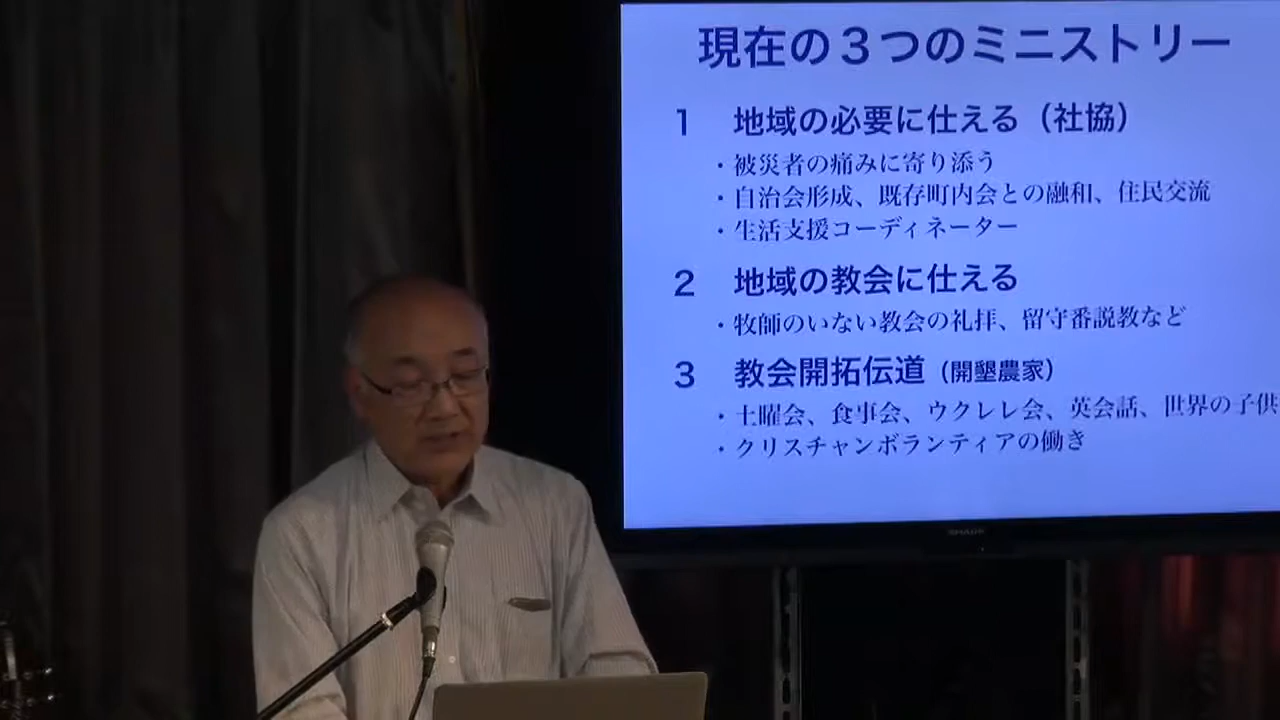 現在の３つのミニストリー
1 地域の必要に仕える（社協）
・被災者の痛みに寄り添う
・自治会形成、既存町内会との融和、住民交流
・生活支援コーディネーター
2 地域の教会に仕える
・牧師のいない教会の礼拝、留守番説教など
3 教会開拓伝道（開墾農家）
・土曜会、食事会、ウクレレ会、英会話、世界の子供
・クリスチャンボランティアの働き
SHARP